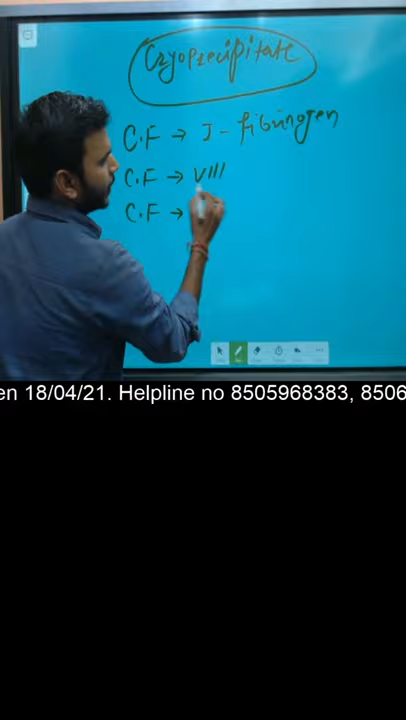 Cryoprecipitate
C.F → I - fibrinogen
C.F → VIII
C.F →
en 18/04/21. Helpline no 8505968383, 8506